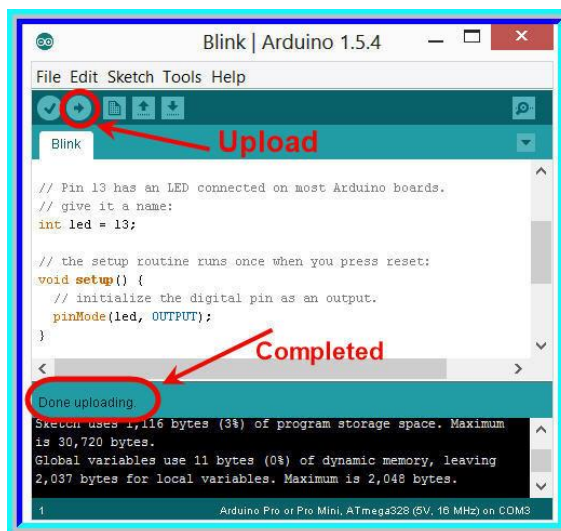 Blink | Arduino 1.5.4
File Edit Sketch Tools Help
Upload
Blink
// Pin 13 has an LED connected on most Arduino boards.
// give it a name:
int led = 13;
// the setup routine runs once when you press reset:
void setup() {
// initialize the digital pin as an output.
pinMode(led, OUTPUT);
}
Completed
Done uploading.
Sketch uses 1,116 bytes (3%) of program storage space. Maximum
is 30,720 bytes.
Global variables use 11 bytes (0%) of dynamic memory, leaving
2,037 bytes for local variables. Maximum is 2,048 bytes.
1
Arduino Pro or Pro Mini, ATmega328 (5V, 16 MHz) on COM3